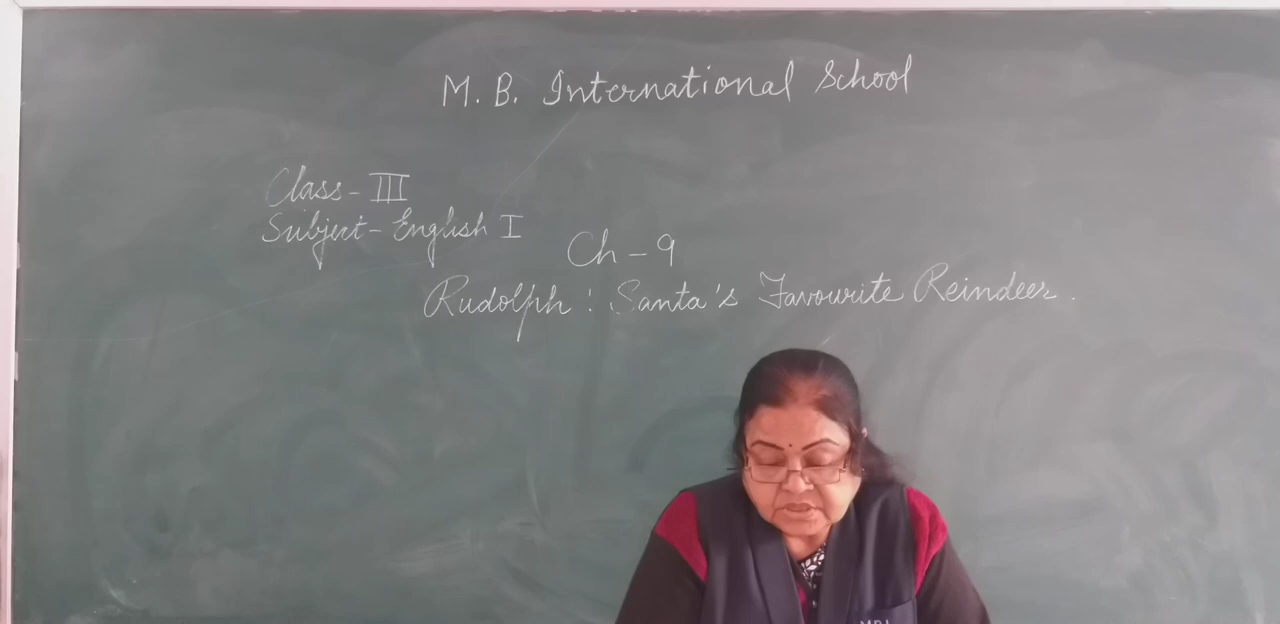 M. B. International School
Class - III
Subject - English I
Ch - 9
Rudolph : Santa's Favourite Reindeer.